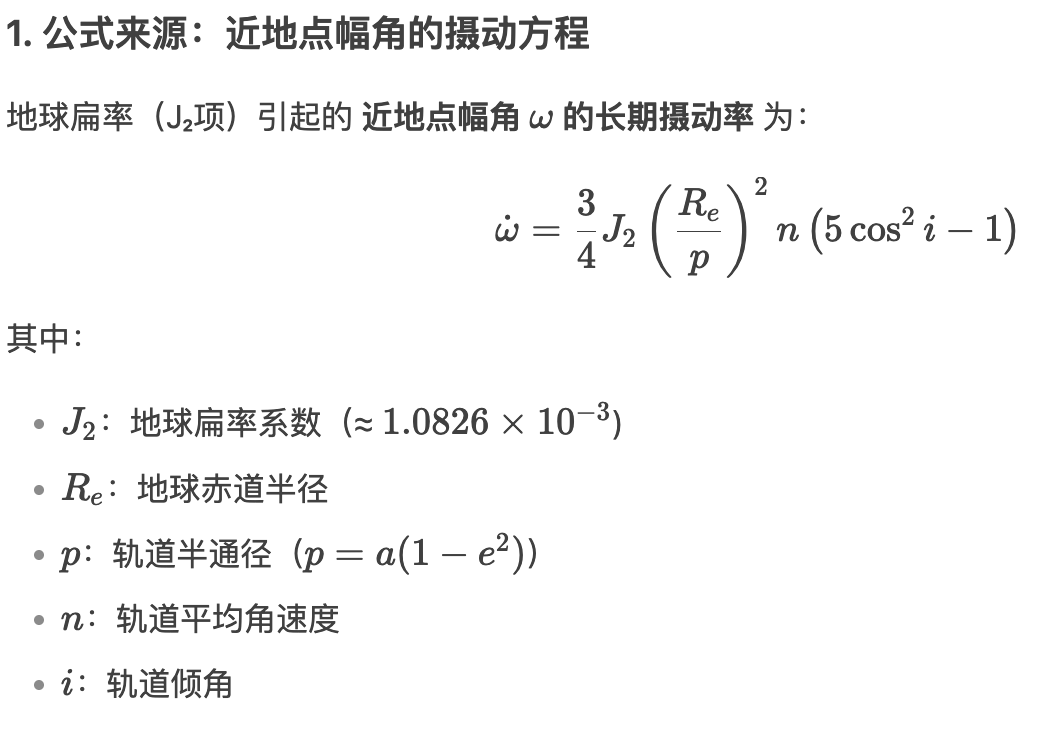 1. 公式来源：近地点幅角的摄动方程
地球扁率（J₂项）引起的 近地点幅角 ω 的长期摄动率 为：
$\dot{\omega} = \frac{3}{4} J_2 \left( \frac{R_e}{p} \right)^2 n \left( 5 \cos^2 i - 1 \right)$
其中：
• $J_2$：地球扁率系数（≈ $1.0826 \times 10^{-3}$）
• $R_e$：地球赤道半径
• $p$：轨道半通径（$p = a(1 - e^2)$）
• $n$：轨道平均角速度
• $i$：轨道倾角